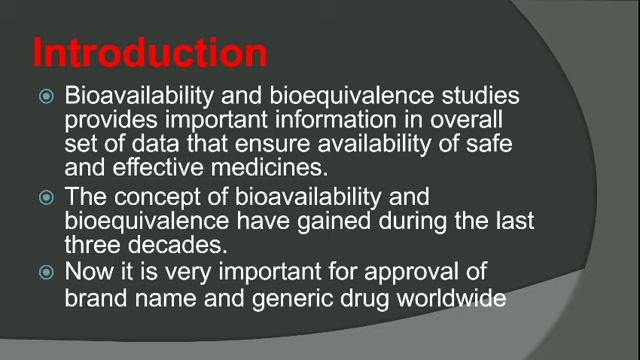 Introduction
Bioavailability and bioequivalence studies
provides important information in overall
set of data that ensure availability of safe
and effective medicines.
The concept of bioavailability and
bioequivalence have gained during the last
three decades.
Now it is very important for approval of
brand name and generic drug worldwide